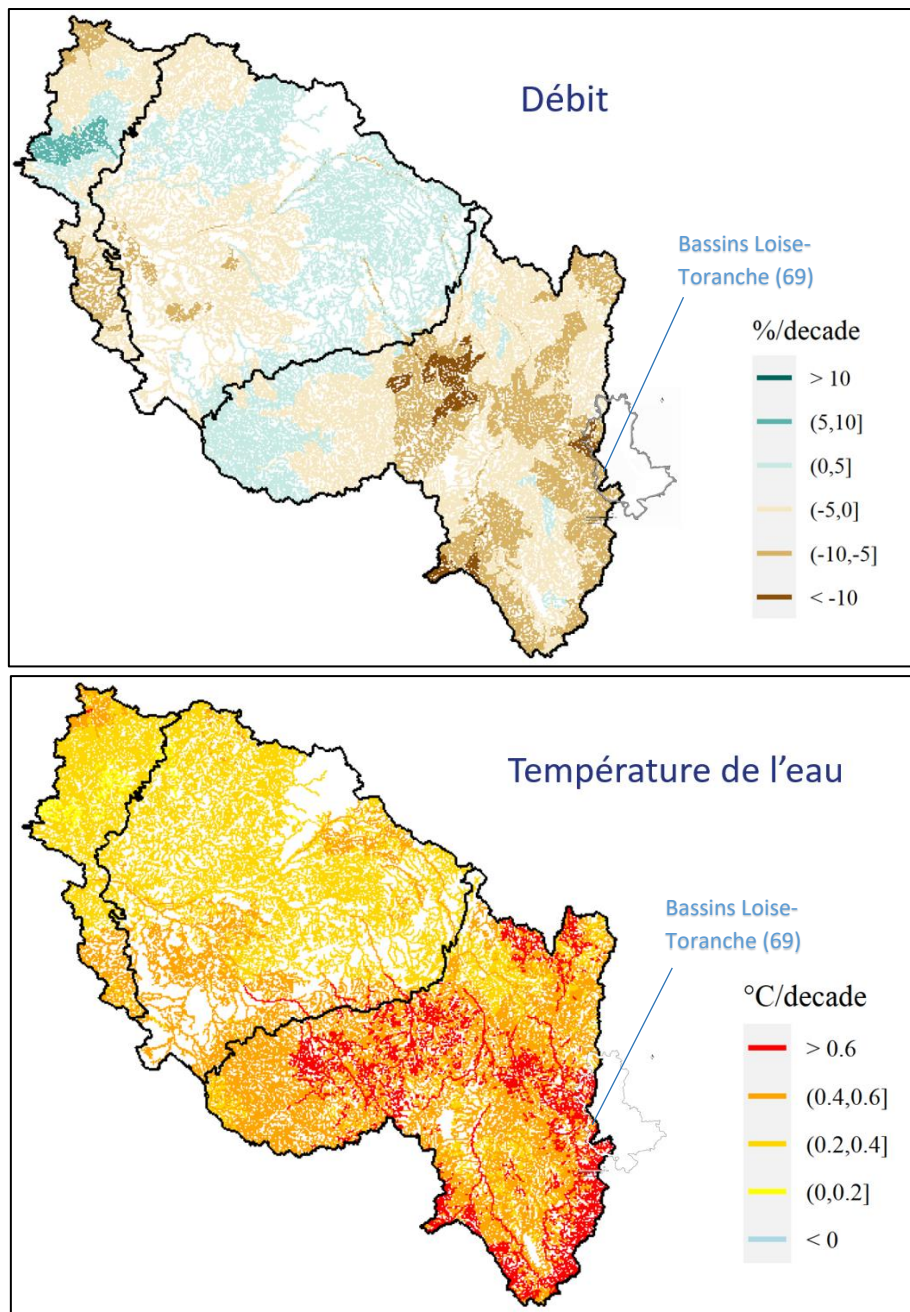 Débit
Bassins Loise-
Toranche (69)
%/decade
> 10
(5,10]
(0,5]
(-5,0]
(-10,-5]
< -10
Température de l'eau
Bassins Loise-
Toranche (69)
°C/decade
> 0.6
(0.4,0.6]
(0.2,0.4]
(0,0.2]
< 0